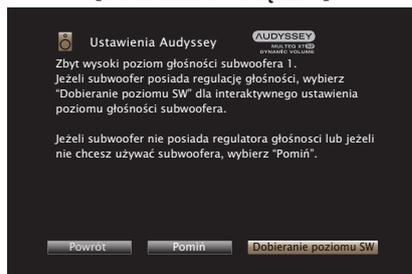 Ustawienia Audyssey
AUDYSSEY
MULTEQ XT32
DYNAMIC VOLUME
Zbyt wysoki poziom głośności subwoofera 1.
Jeżeli subwoofer posiada regulację głośności, wybierz
“Dobieranie poziomu SW” dla interaktywnego ustawienia
poziomu głośności subwoofera.
Jeżeli subwoofer nie posiada regulatora głośnosci lub jeżeli
nie chcesz używać subwoofera, wybierz “Pomiń”.
Powrót
Pomiń
Dobieranie poziomu SW